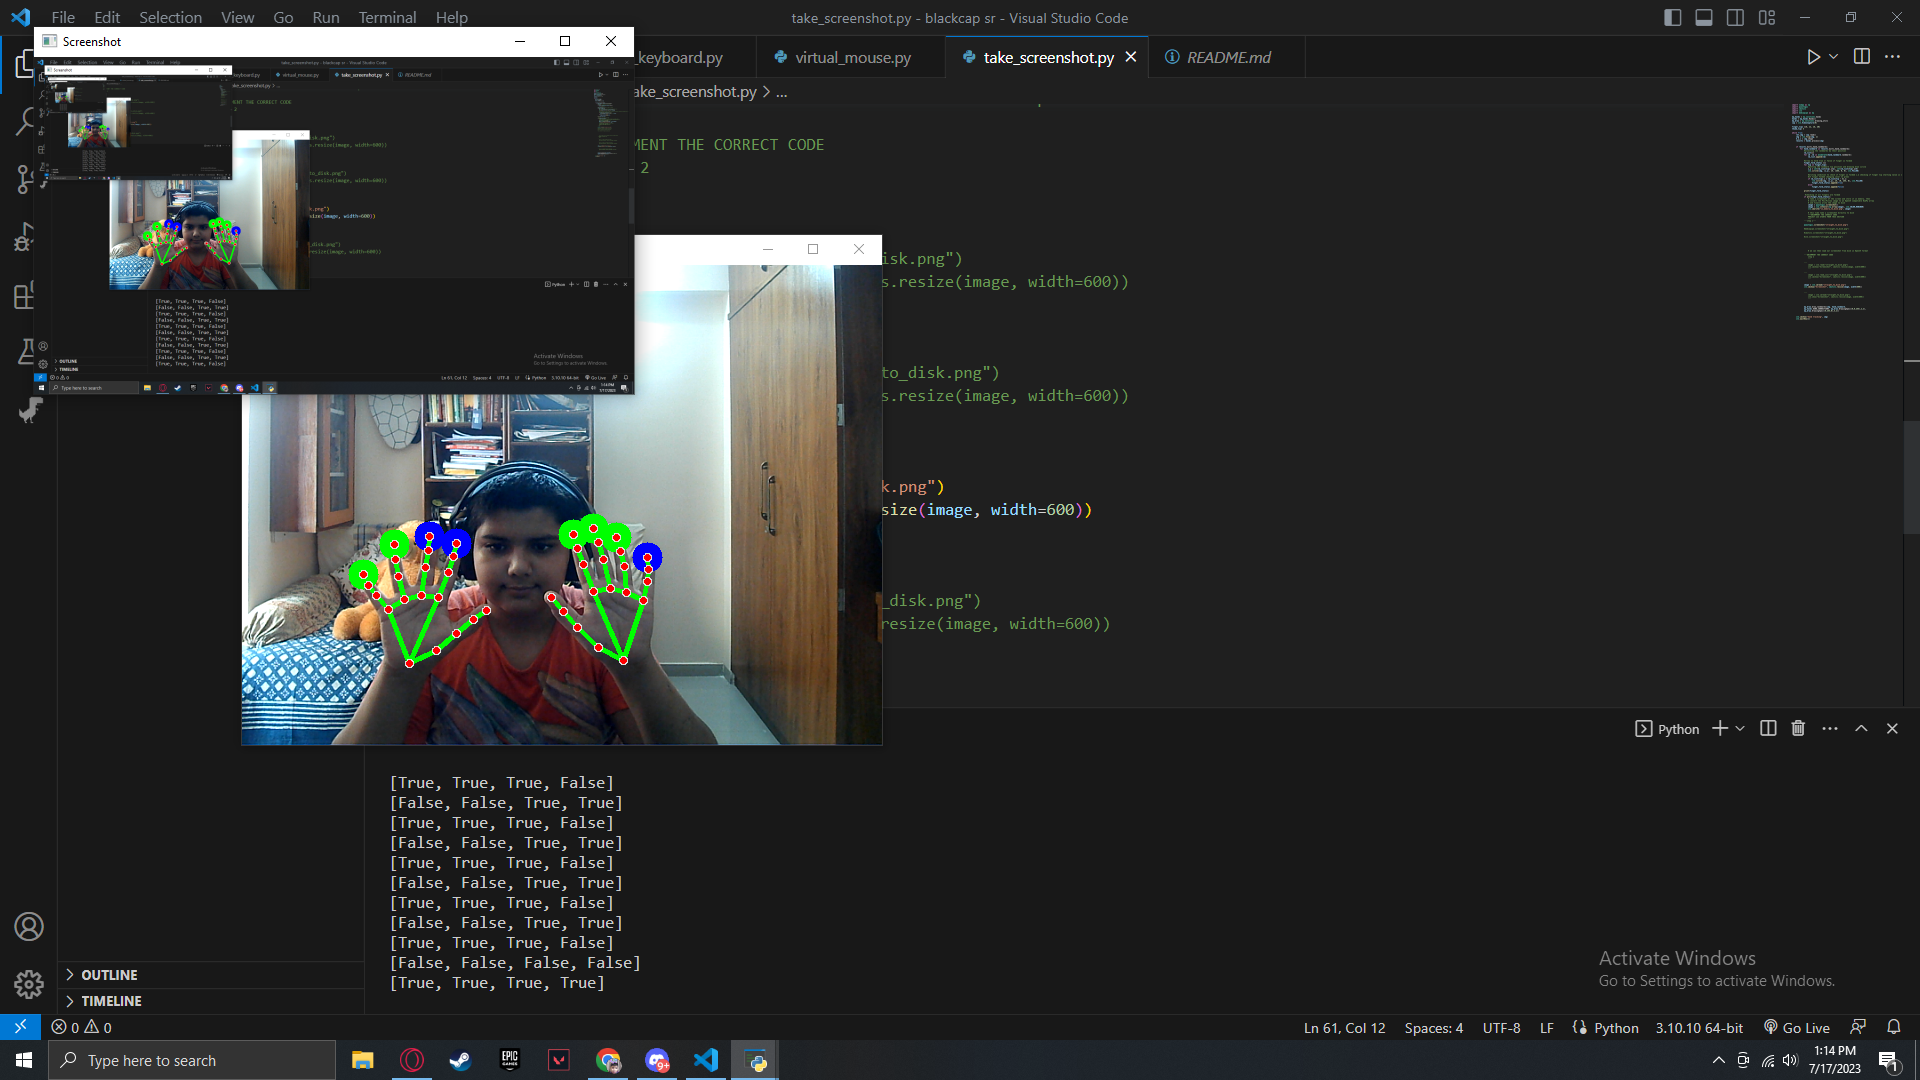 File Edit Selection View Go Run Terminal Help
take_screenshot.py - blackcap sr - Visual Studio Code
Screenshot
_keyboard.py
virtual_mouse.py
take_screenshot.py
README.md
take_screenshot.py > ...
MENT THE CORRECT CODE
- 2
isk.png")
s.resize(image, width=600))
to_disk.png")
s.resize(image, width=600))
k.png")
size(image, width=600))
_disk.png")
resize(image, width=600))
Python
[True, True, True, False]
[False, False, True, True]
[True, True, True, False]
[False, False, True, True]
[True, True, True, False]
[False, False, True, True]
[True, True, True, False]
[False, False, True, True]
[True, True, True, False]
[False, False, False, False]
[True, True, True, True]
OUTLINE
TIMELINE
Activate Windows
Go to Settings to activate Windows.
0 0
Ln 61, Col 12 Spaces: 4 UTF-8 LF Python 3.10.10 64-bit Go Live
Type here to search
EPIC GAMES
9+
1:14 PM
7/17/2023
1